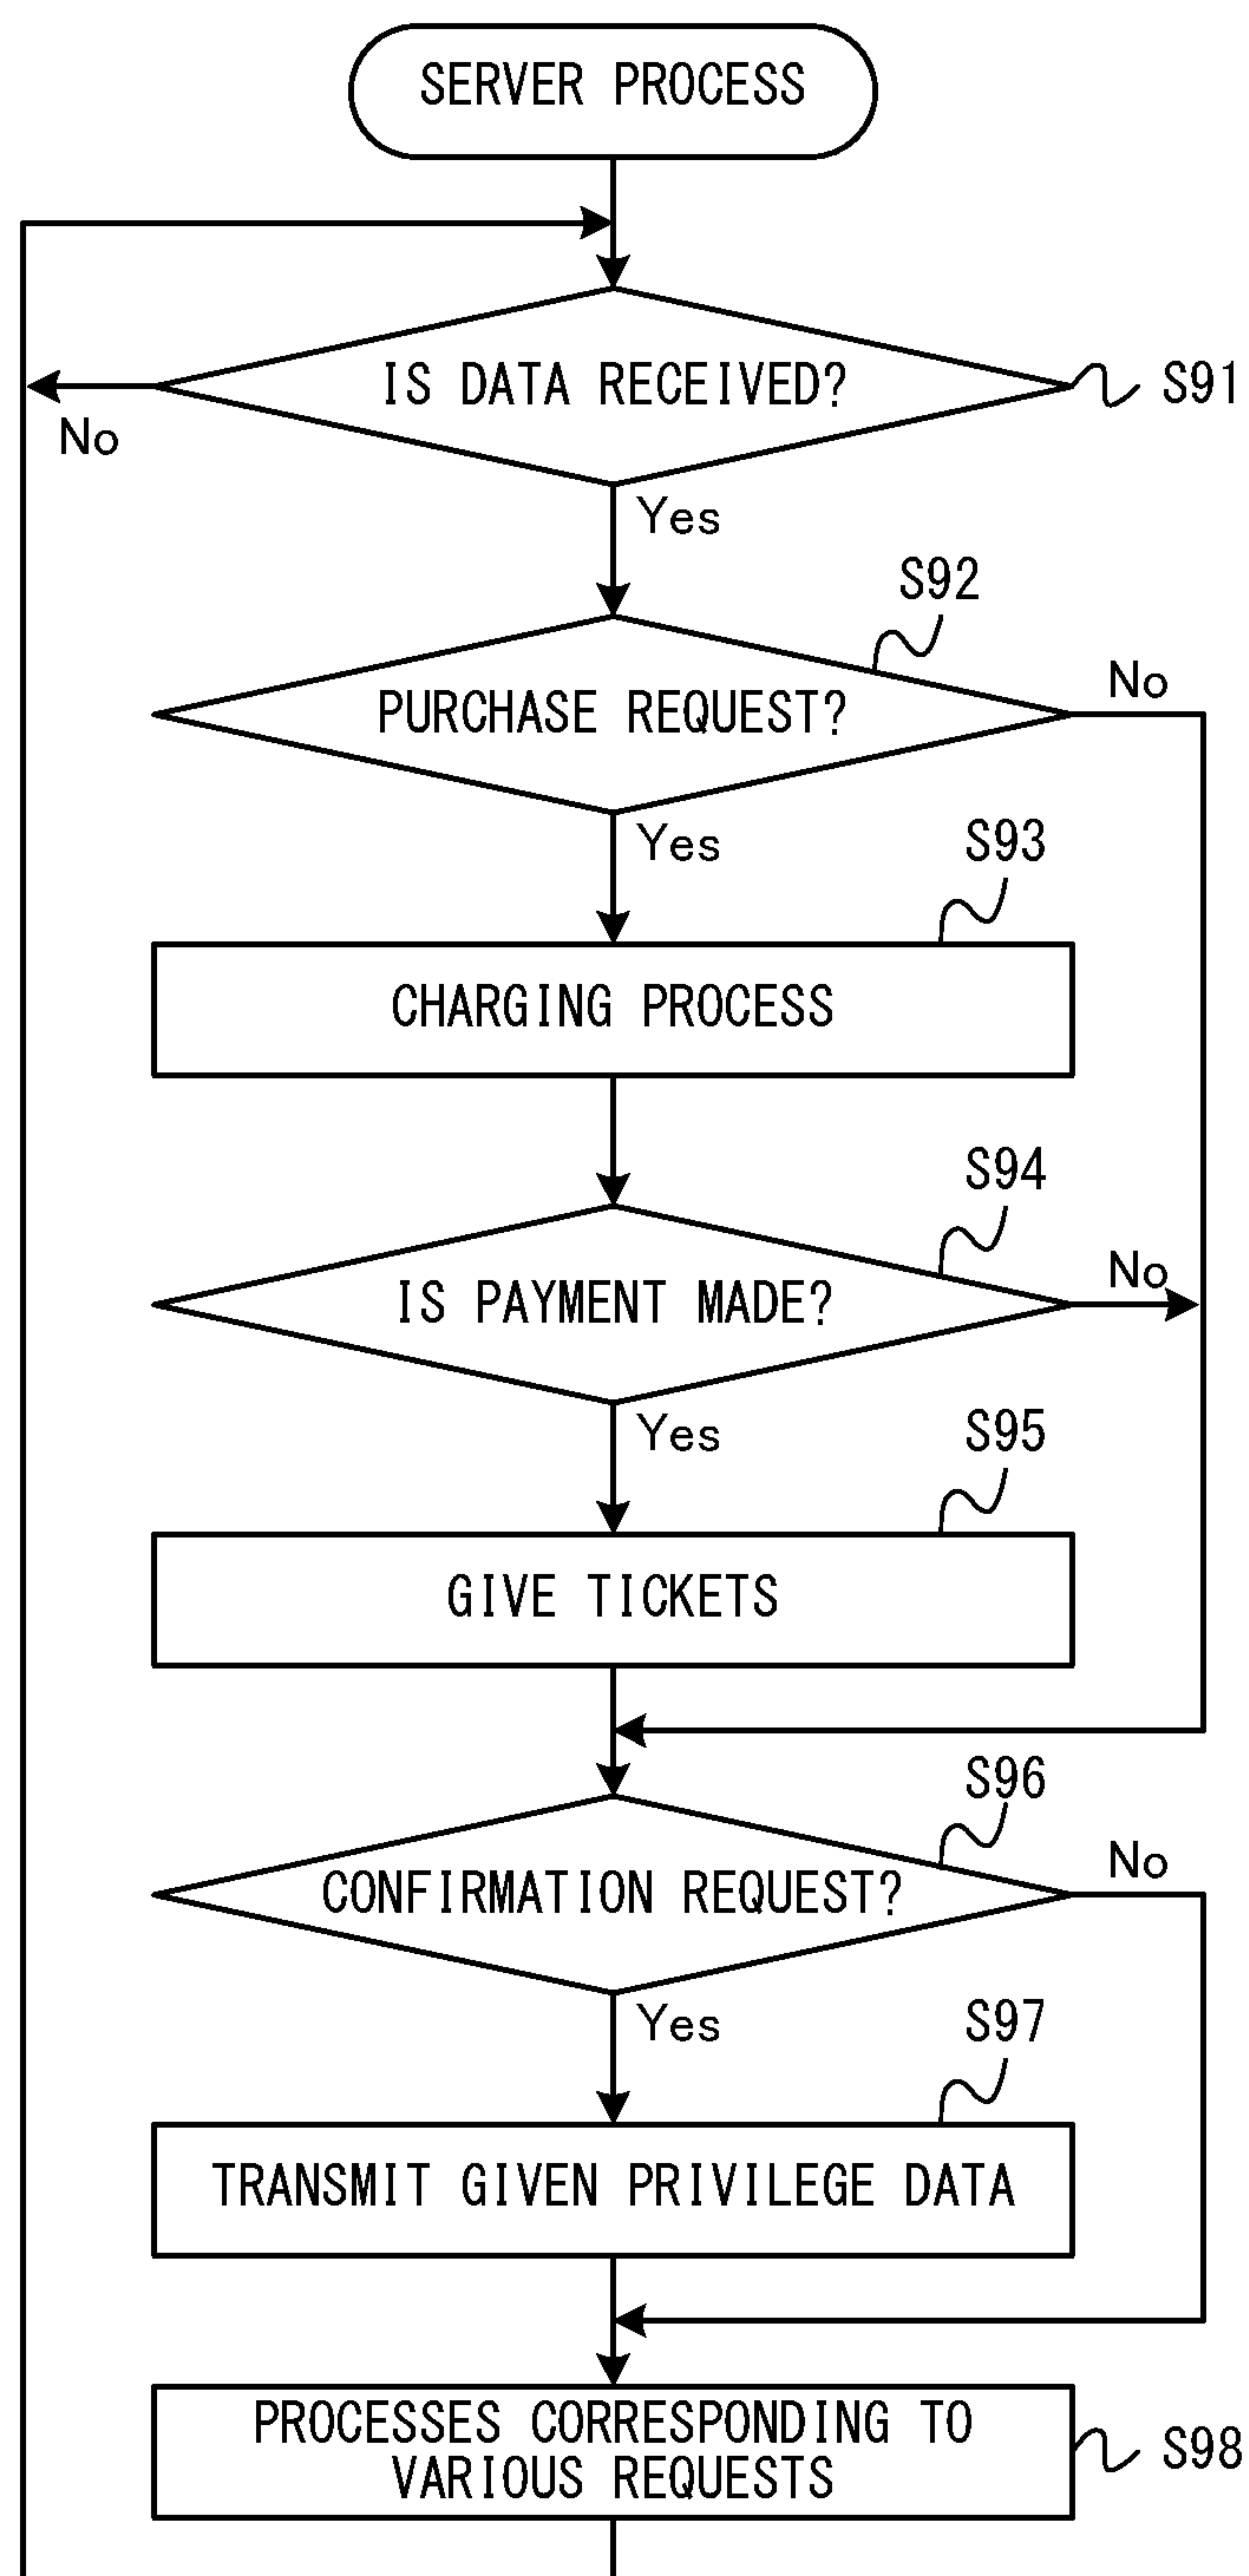 SERVER PROCESS
IS DATA RECEIVED?
S91
No
Yes
S92
PURCHASE REQUEST?
No
Yes
S93
CHARGING PROCESS
S94
IS PAYMENT MADE?
No
Yes
S95
GIVE TICKETS
S96
CONFIRMATION REQUEST?
No
Yes
S97
TRANSMIT GIVEN PRIVILEGE DATA
PROCESSES CORRESPONDING TO
VARIOUS REQUESTS
S98